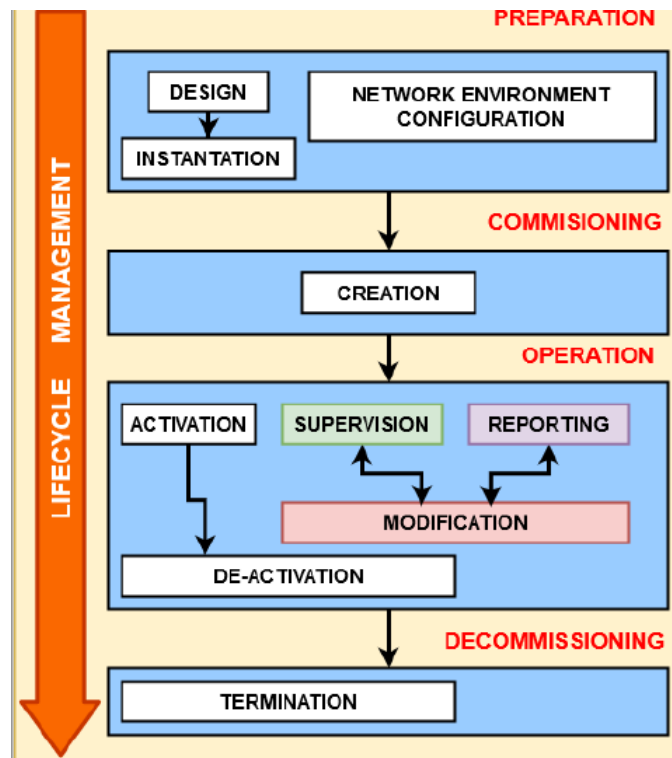 PREPARATION
LIFECYCLE MANAGEMENT
DESIGN
NETWORK ENVIRONMENT
CONFIGURATION
INSTANTATION
COMMISIONING
CREATION
OPERATION
ACTIVATION
SUPERVISION
REPORTING
MODIFICATION
DE-ACTIVATION
DECOMMISSIONING
TERMINATION